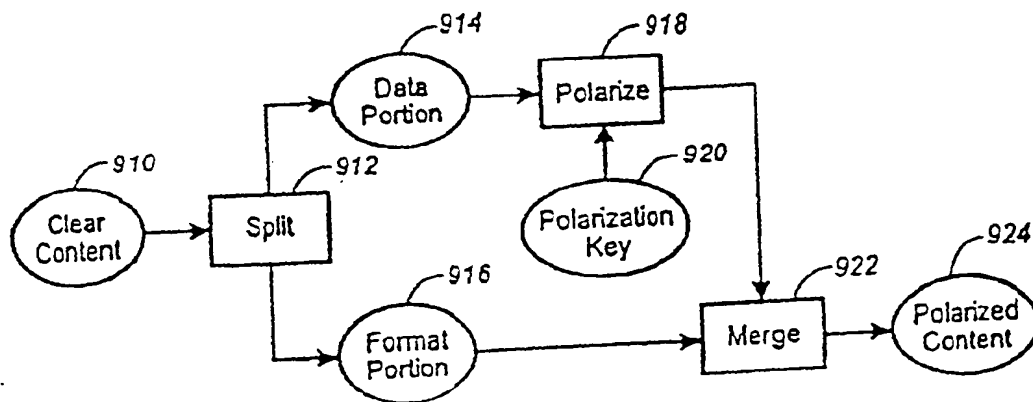 914
Data
Portion
918
Polarize
910
Clear
Content
912
Split
920
Polarization
Key
916
Format
Portion
922
Merge
924
Polarized
Content